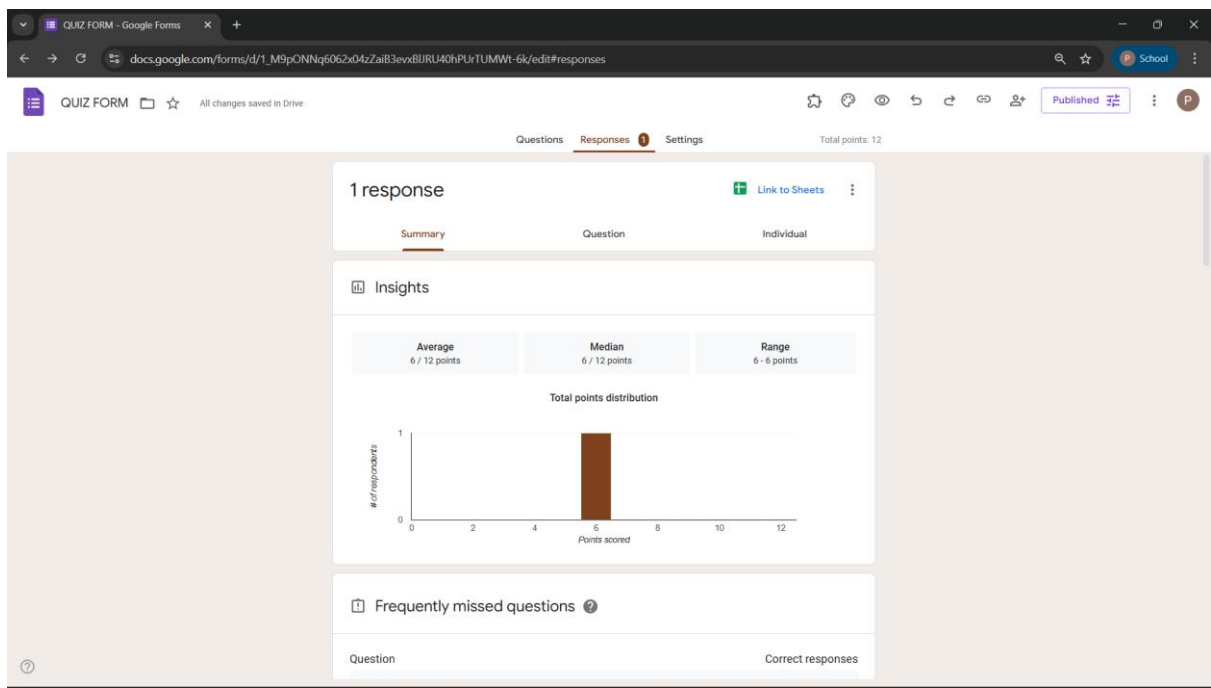 QUIZ FORM - Google Forms
docs.google.com/forms/d/1_M9pONNq6062x04zZaiB3evxBlJRU40hPUrTUMWt-6k/edit#responses
P School
QUIZ FORM All changes saved in Drive
Published
P
Questions Responses 1 Settings Total points: 12
1 response Link to Sheets
Summary Question Individual
Insights
Average Median Range
6 / 12 points 6 / 12 points 6 - 6 points
Total points distribution
1
# of respondents
0
0 2 4 6 8 10 12
Points scored
Frequently missed questions
Question Correct responses